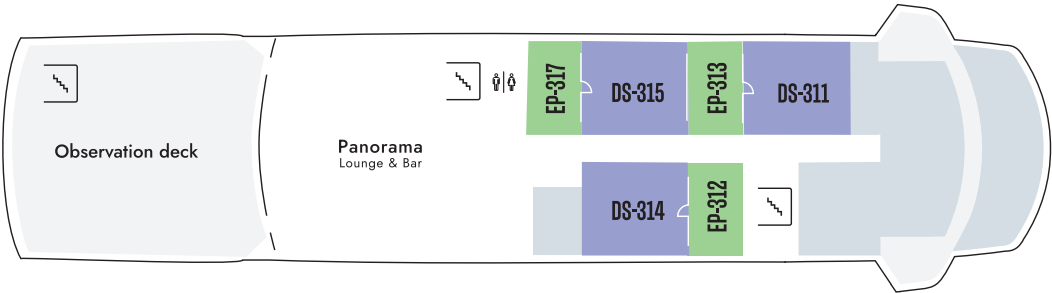 EP-317
DS-315
EP-313
DS-311
Observation deck
Panorama
Lounge & Bar
DS-314
EP-312